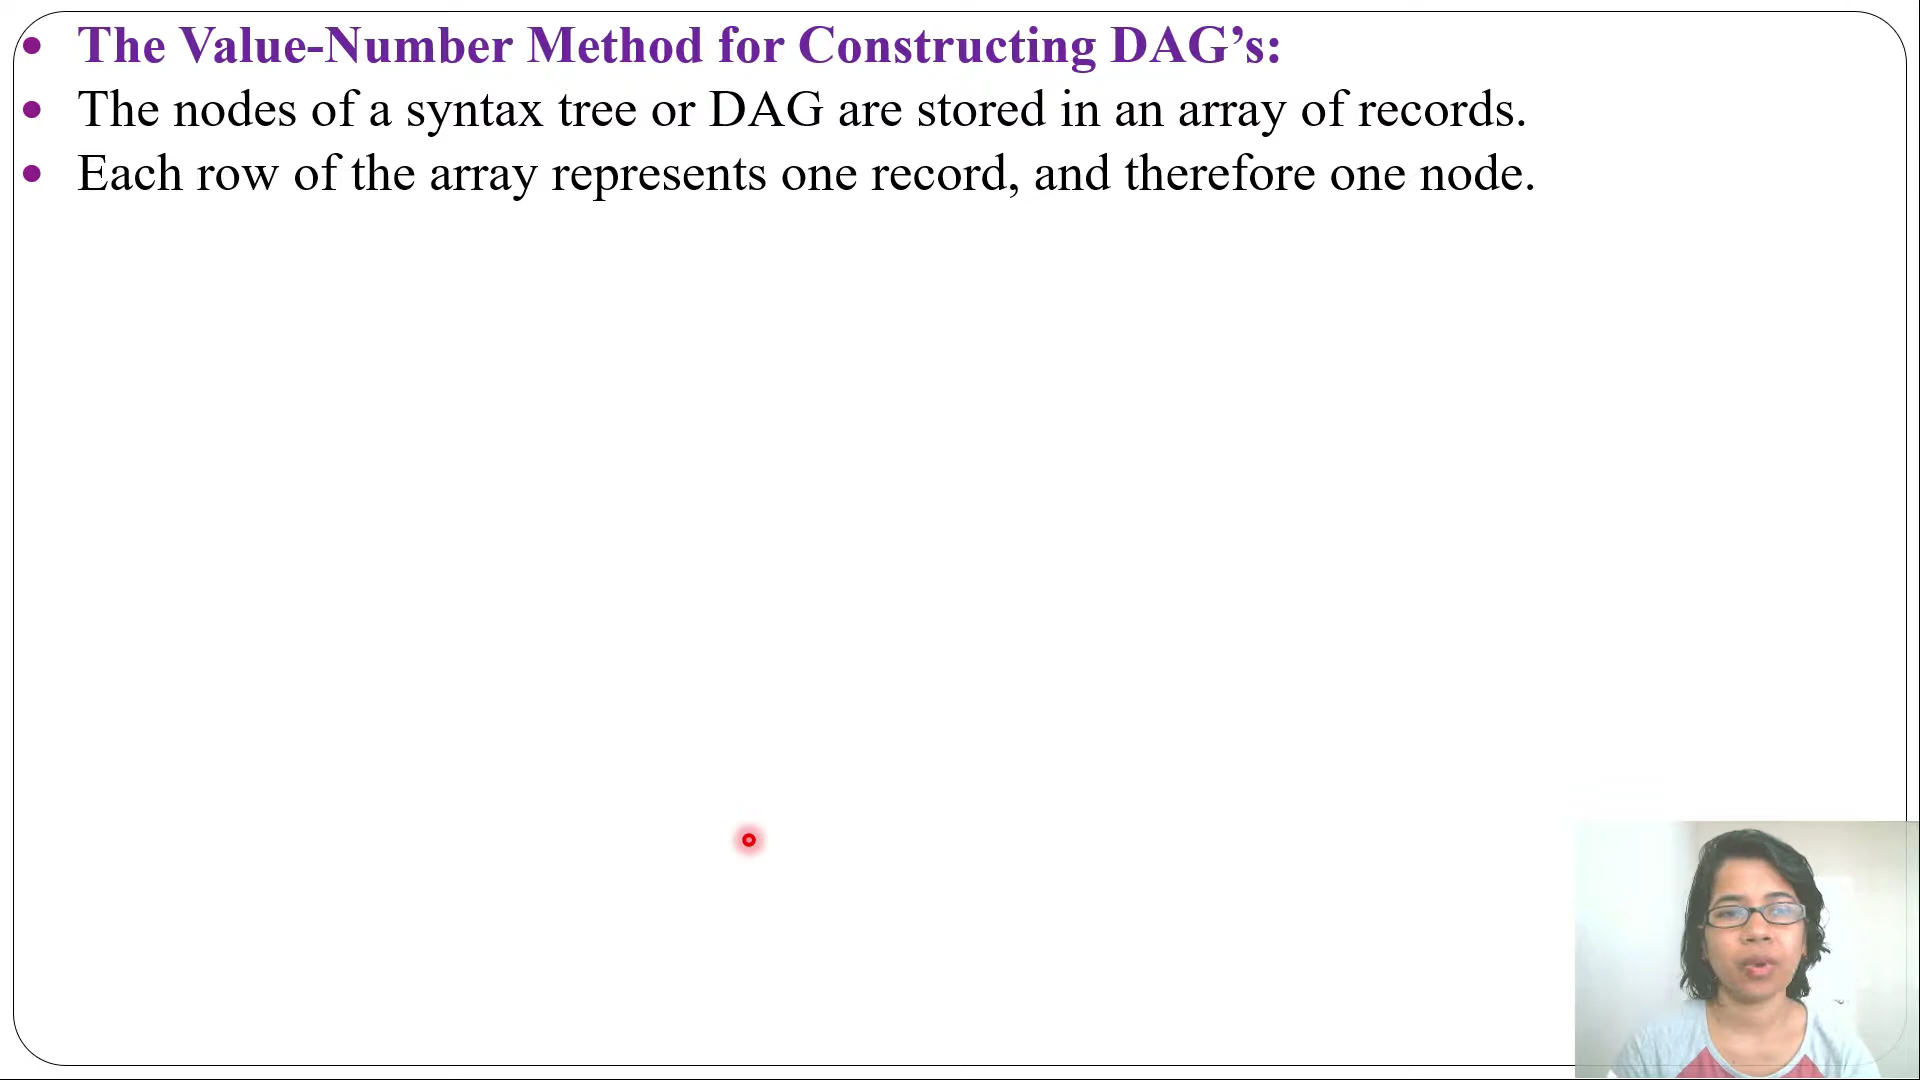 The Value-Number Method for Constructing DAG’s:
The nodes of a syntax tree or DAG are stored in an array of records.
Each row of the array represents one record, and therefore one node.